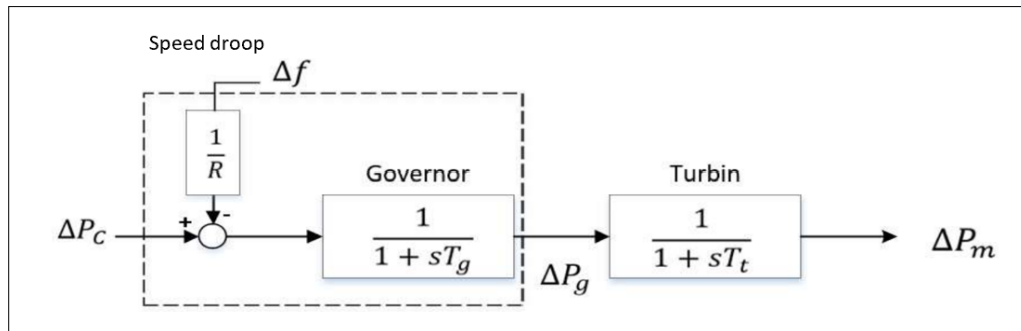 Speed droop
Δf
1
R
Governor
Turbin
+ -
ΔP_C
1
1 + sT_g
1
1 + sT_t
ΔP_g
ΔP_m